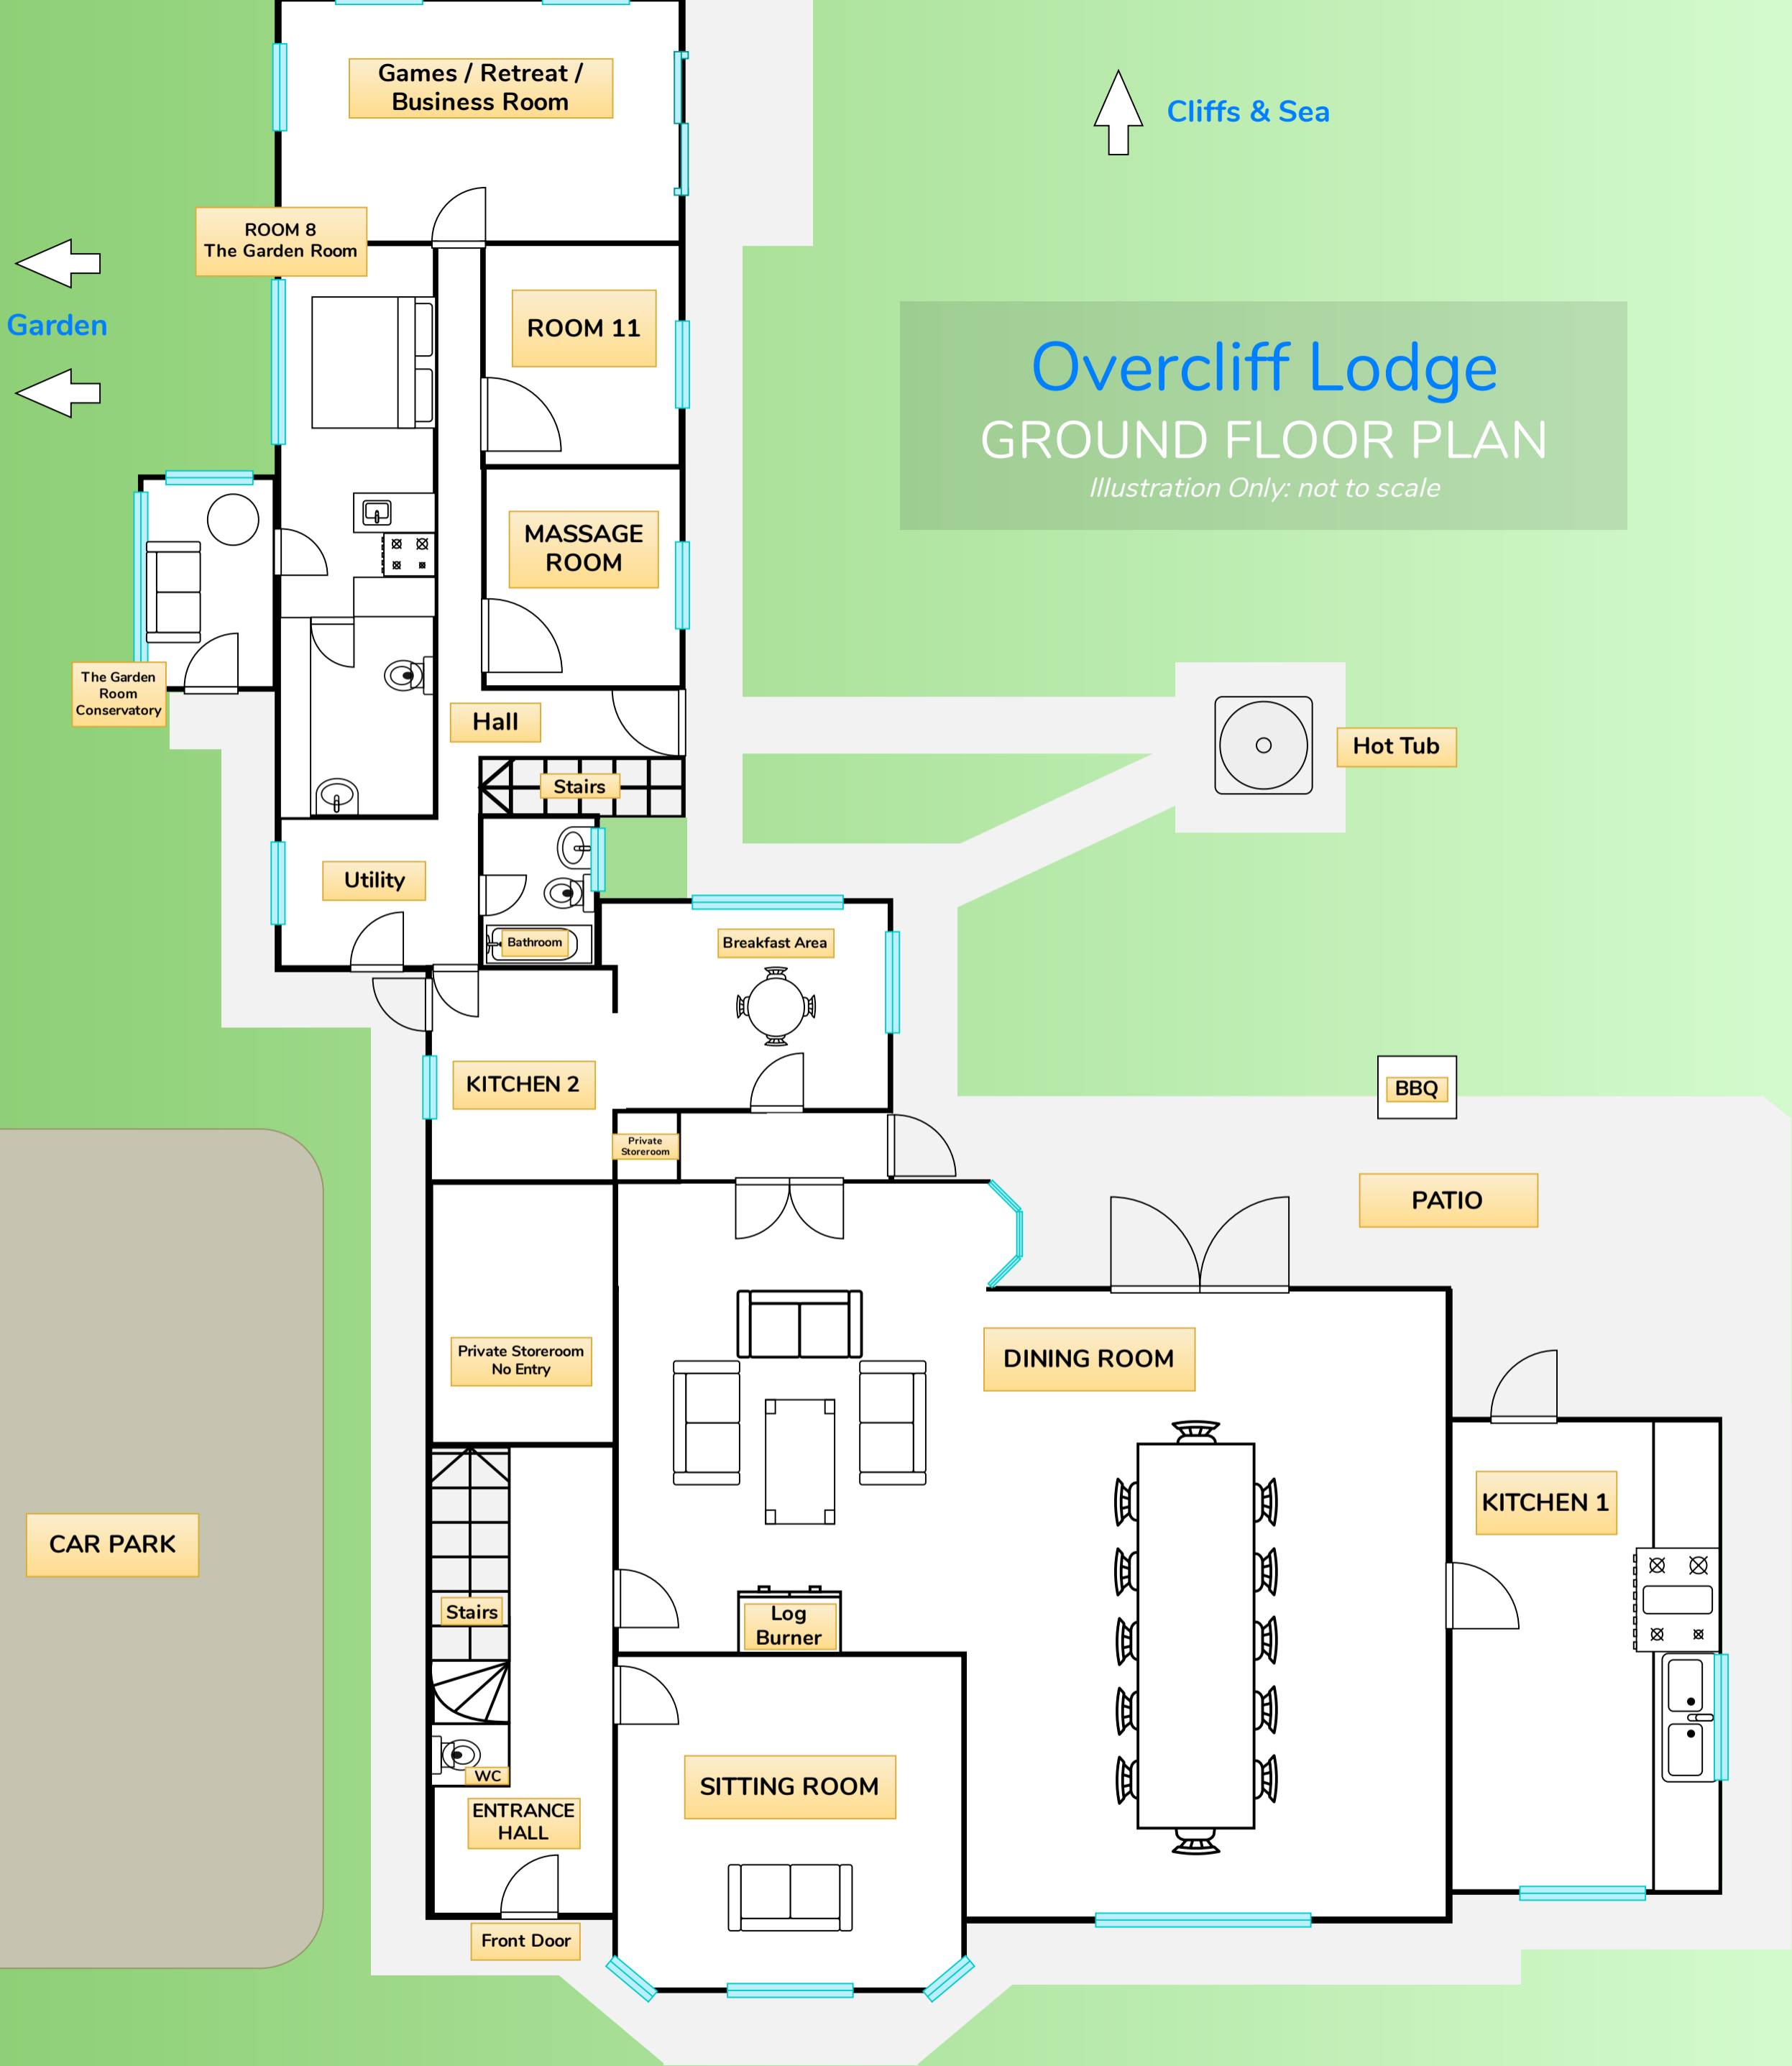 Games / Retreat /
Business Room
Cliffs & Sea
ROOM 8
The Garden Room
Garden
ROOM 11
Overcliff Lodge
GROUND FLOOR PLAN
Illustration Only: not to scale
MASSAGE
ROOM
The Garden
Room
Conservatory
Hall
Hot Tub
Stairs
Utility
Bathroom
Breakfast Area
KITCHEN 2
BBQ
Private
Storeroom
PATIO
Private Storeroom
No Entry
DINING ROOM
KITCHEN 1
CAR PARK
Stairs
Log
Burner
SITTING ROOM
WC
ENTRANCE
HALL
Front Door